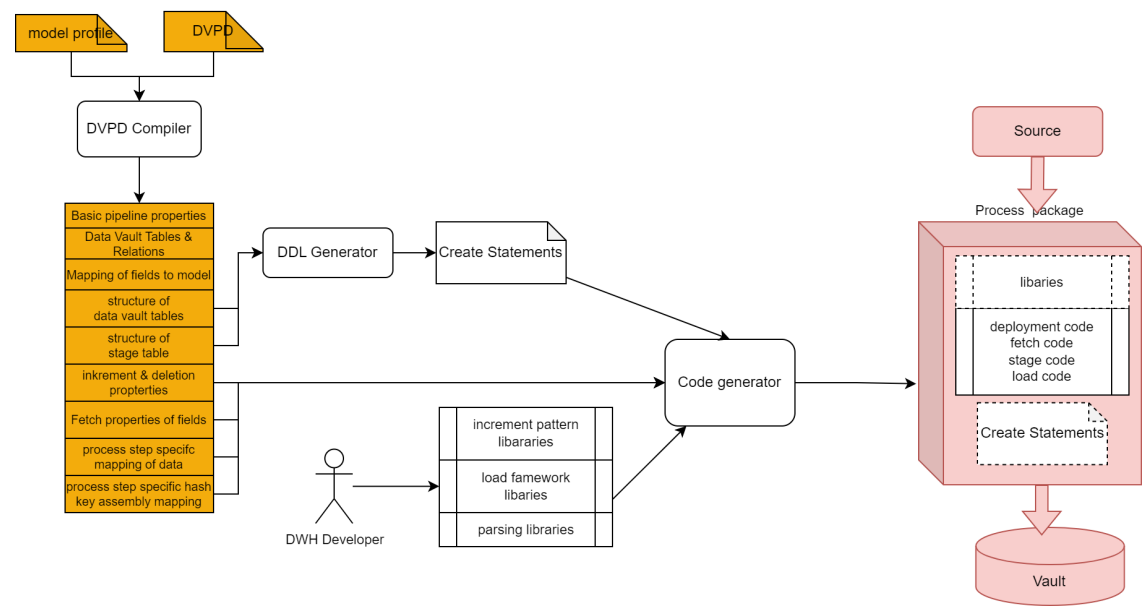 model profile
DVPD
DVPD Compiler
Basic pipeline properties
Data Vault Tables &
Relations
Mapping of fields to model
structure of
data vault tables
structure of
stage table
inkrement & deletion
propterties
Fetch properties of fields
process step specifc
mapping of data
process step specific hash
key assembly mapping
DDL Generator
Create Statements
DWH Developer
increment pattern
libararies
load famework
libaries
parsing libraries
Code generator
Source
Process package
libaries
deployment code
fetch code
stage code
load code
Create Statements
Vault